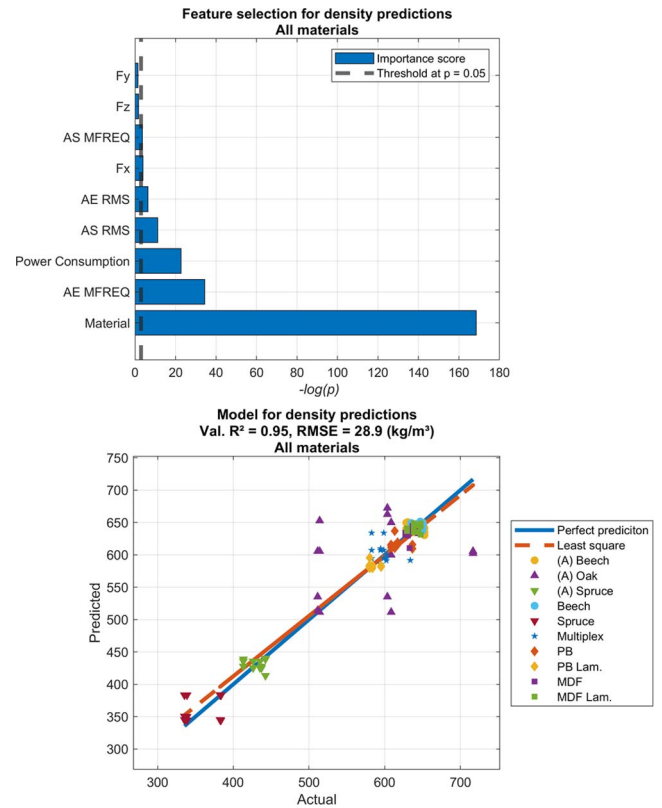 Feature selection for density predictions
All materials
Importance score
Threshold at p = 0.05
Fy
Fz
AS MFREQ
Fx
AE RMS
AS RMS
Power Consumption
AE MFREQ
Material
0 20 40 60 80 100 120 140 160 180
-log(p)
Model for density predictions
Val. R² = 0.95, RMSE = 28.9 (kg/m³)
All materials
750
700
650
600
550
500
450
400
350
300
Predicted
300 400 500 600 700
Actual
Perfect prediciton
Least square
(A) Beech
(A) Oak
(A) Spruce
Beech
Spruce
Multiplex
PB
PB Lam.
MDF
MDF Lam.